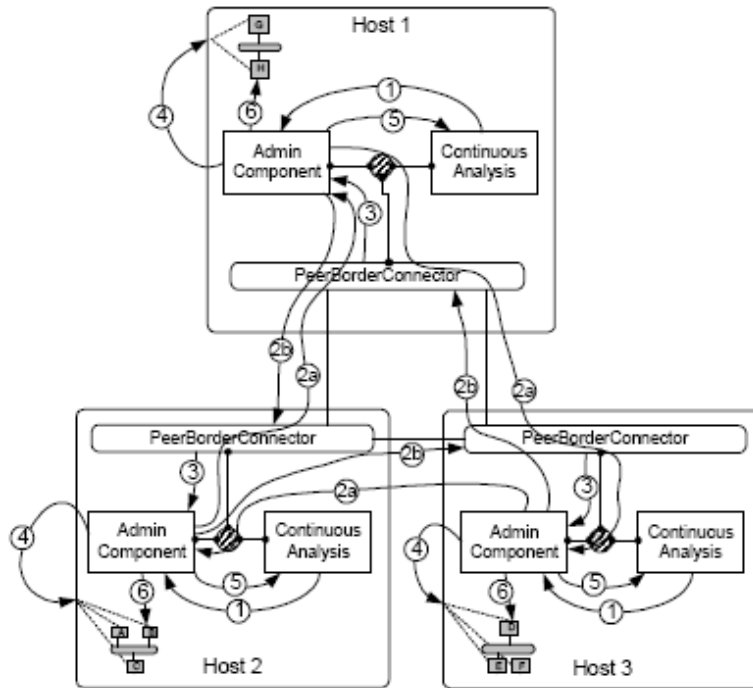 Host 1
G
H
1
4
6
5
Admin
Component
Continuous
Analysis
3
PeerBorderConnector
2b
2a
2b
2a
PeerBorderConnector
PeerBorderConnector
3
2b
3
2a
4
Admin
Component
Continuous
Analysis
4
Admin
Component
Continuous
Analysis
6
5
1
6
5
1
A
B
C
Host 2
D
E
F
Host 3